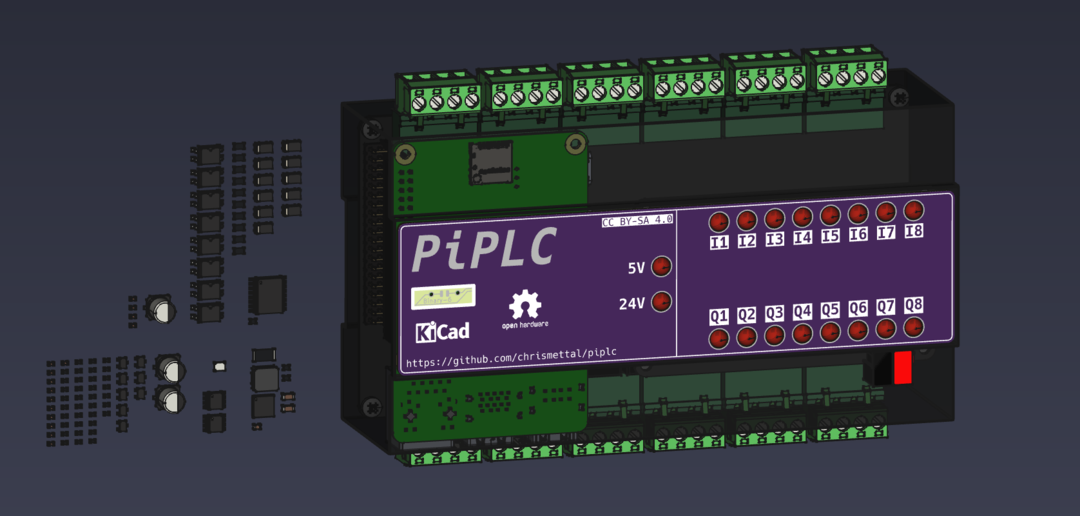 CC BY-SA 4.0
PiPLC
5V
24V
open hardware
KiCad
https://github.com/chrismettal/piplc
I1 I2 I3 I4 I5 I6 I7 I8
Q1 Q2 Q3 Q4 Q5 Q6 Q7 Q8